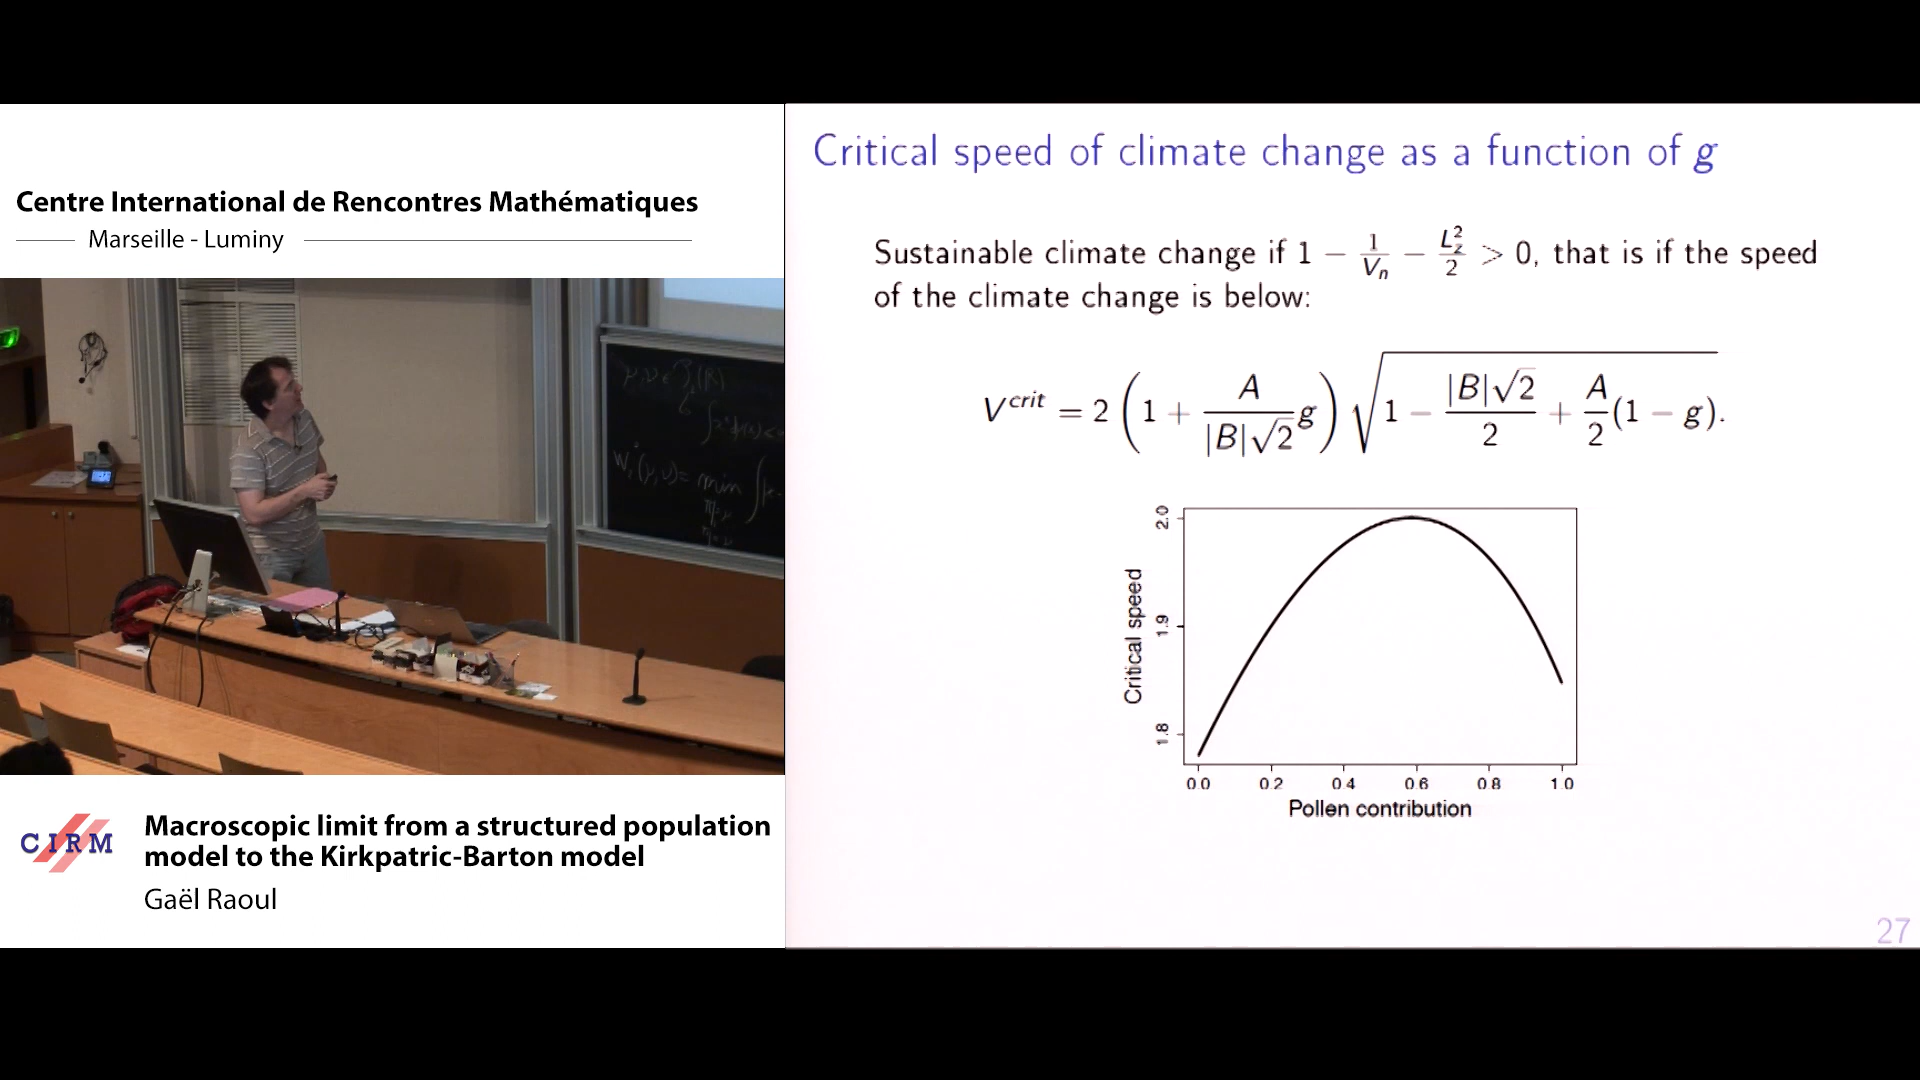 Centre International de Rencontres Mathématiques
Marseille - Luminy
CIRM
Macroscopic limit from a structured population
model to the Kirkpatric-Barton model
Gaël Raoul
Critical speed of climate change as a function of g
Sustainable climate change if 1 − 1/Vₙ − L_z²/2 > 0, that is if the speed
of the climate change is below:
V^crit = 2 (1 + A/(|B|√2) g) √(1 − |B|√2/2 + A/2 (1 − g)).
Critical speed
2.0
1.9
1.8
0.0 0.2 0.4 0.6 0.8 1.0
Pollen contribution
27